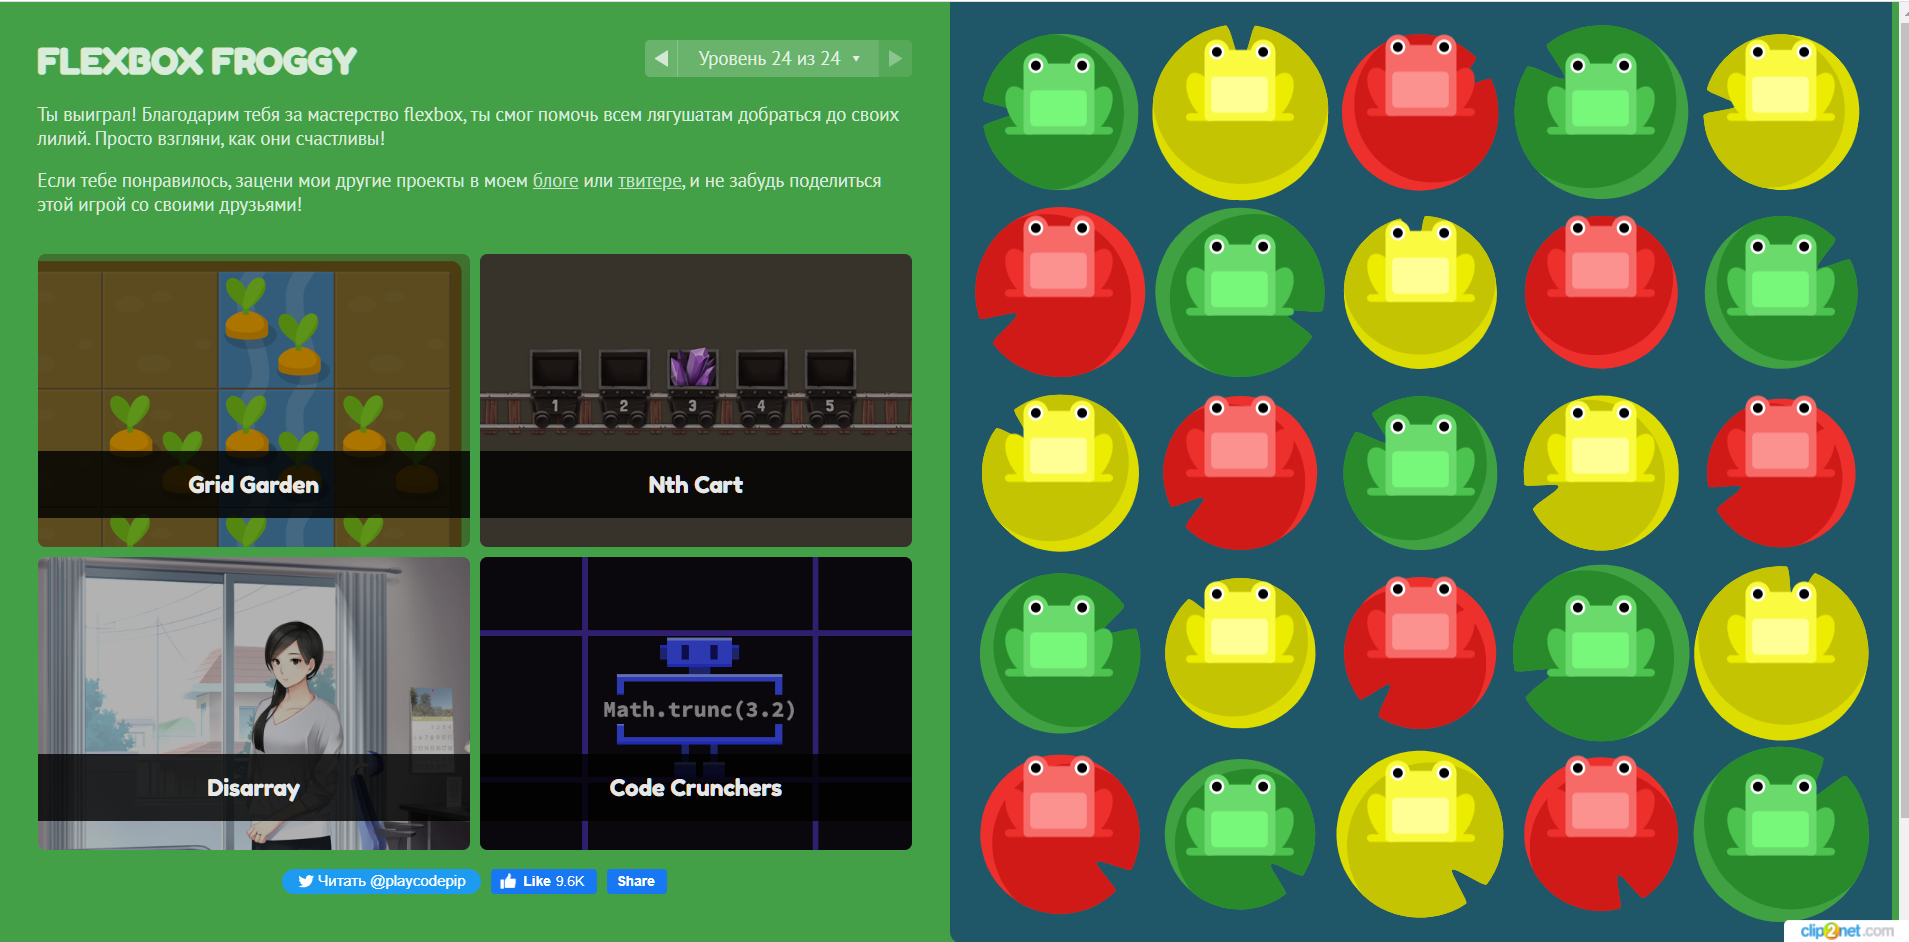 FLEXBOX FROGGY
Уровень 24 из 24
Ты выиграл! Благодарим тебя за мастерство flexbox, ты смог помочь всем лягушатам добраться до своих
лилий. Просто взгляни, как они счастливы!
Если тебе понравилось, зацени мои другие проекты в моем блоге или твитере, и не забудь поделиться
этой игрой со своими друзьями!
1 2 3 4 5
Grid Garden
Nth Cart
Math.trunc(3.2)
Disarray
Code Crunchers
Читать @playcodepip
Like 9.6K
Share
clip2net.com